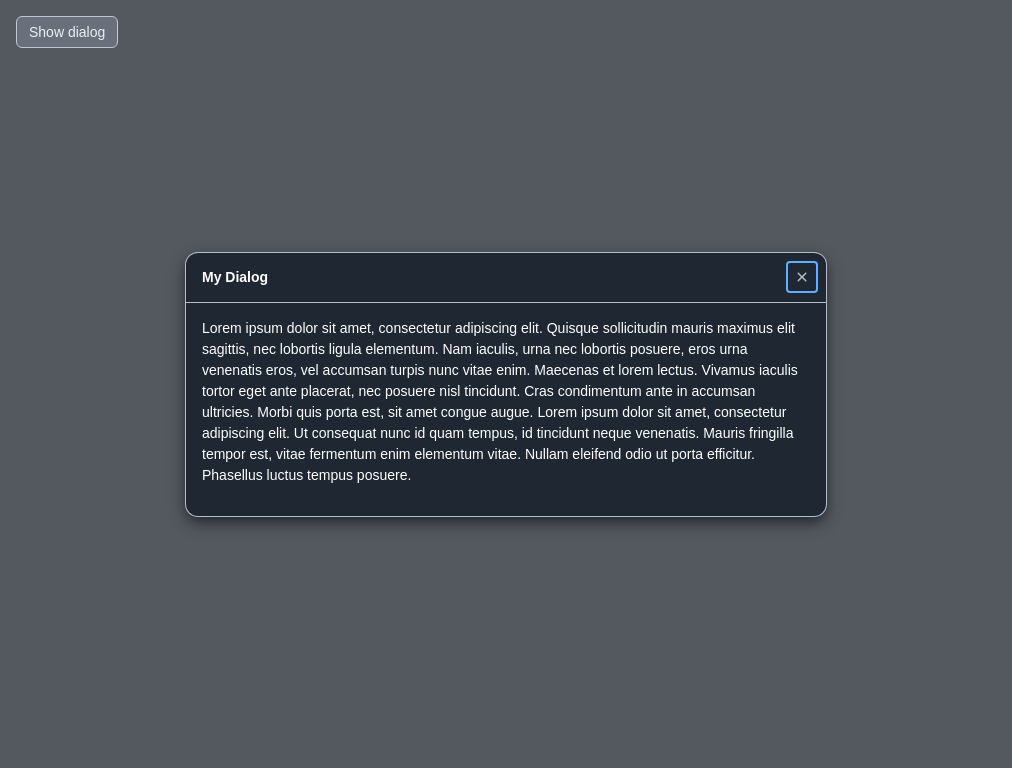 Show dialog
My Dialog
Lorem ipsum dolor sit amet, consectetur adipiscing elit. Quisque sollicitudin mauris maximus elit
sagittis, nec lobortis ligula elementum. Nam iaculis, urna nec lobortis posuere, eros urna
venenatis eros, vel accumsan turpis nunc vitae enim. Maecenas et lorem lectus. Vivamus iaculis
tortor eget ante placerat, nec posuere nisl tincidunt. Cras condimentum ante in accumsan
ultricies. Morbi quis porta est, sit amet congue augue. Lorem ipsum dolor sit amet, consectetur
adipiscing elit. Ut consequat nunc id quam tempus, id tincidunt neque venenatis. Mauris fringilla
tempor est, vitae fermentum enim elementum vitae. Nullam eleifend odio ut porta efficitur.
Phasellus luctus tempus posuere.